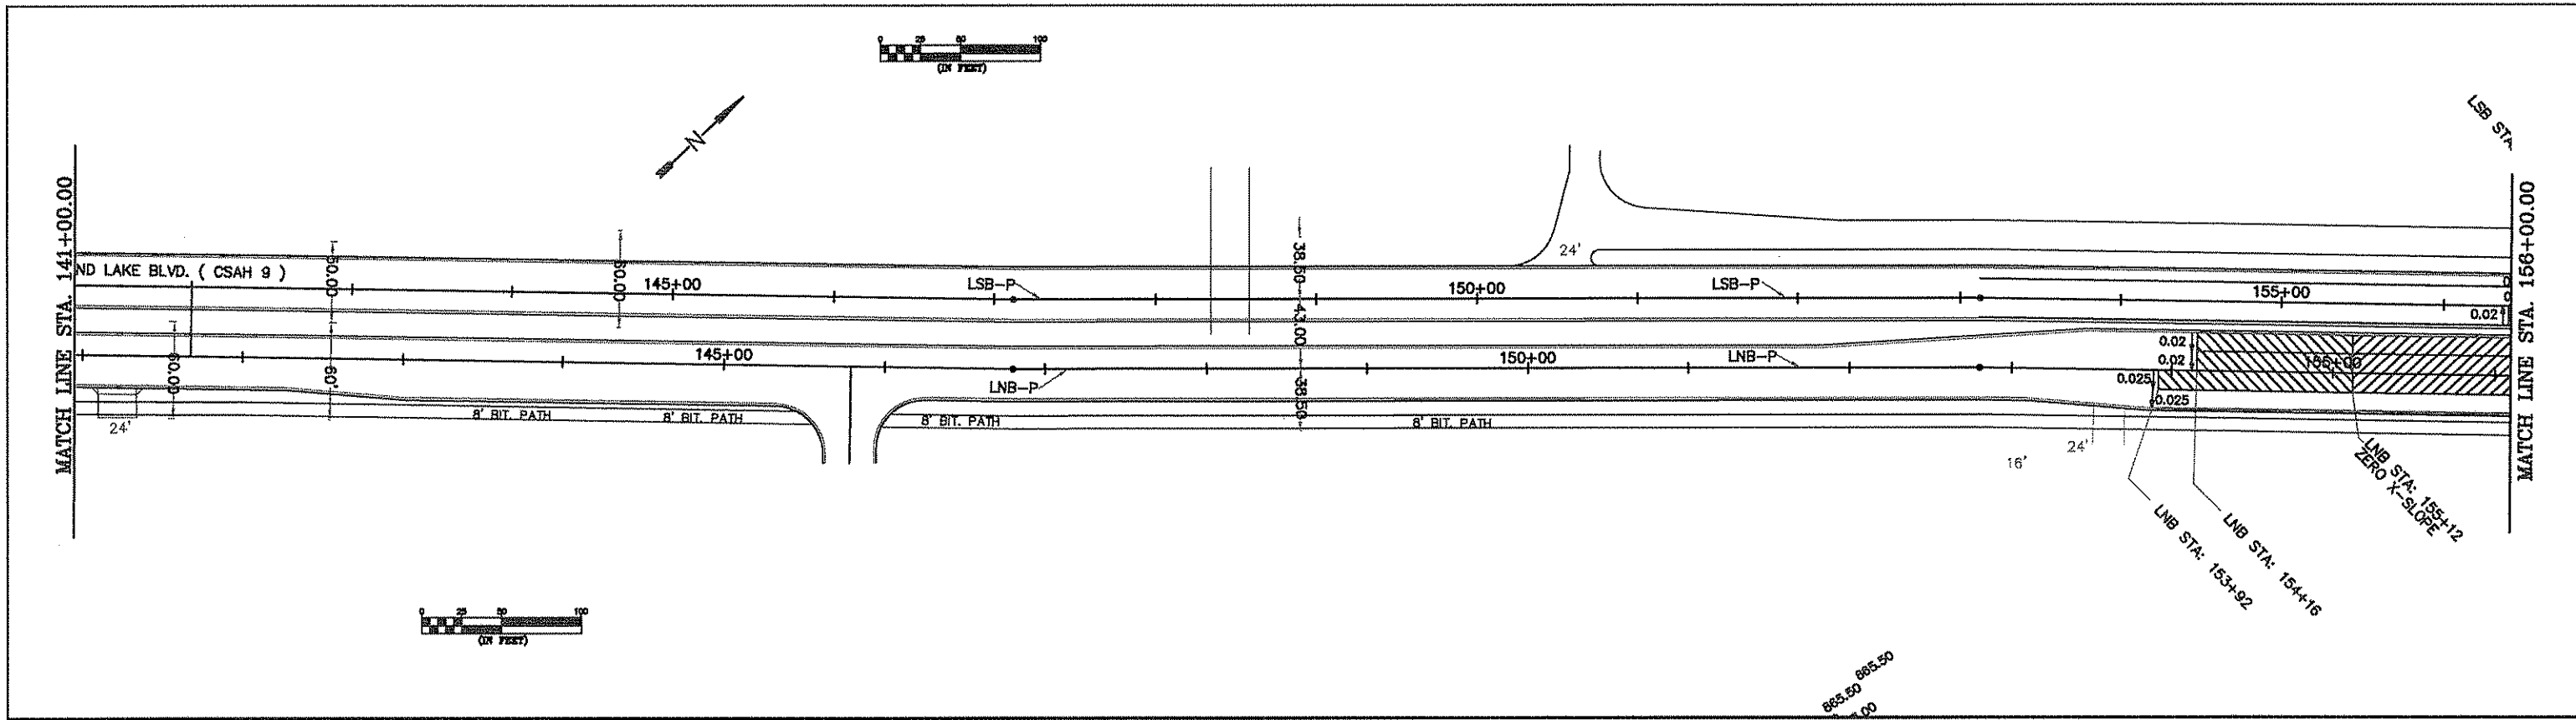 0 25 50 100
(IN FEET)
N
LSB STA
MATCH LINE STA. 141+00.00
MATCH LINE STA. 156+00.00
ND LAKE BLVD. ( CSAH 9 )
50.00
60.00
145+00
LSB-P
38.50
43.00
38.50
24'
150+00
LSB-P
155+00
0
0
0.02
60.00
60'
145+00
LNB-P
150+00
LNB-P
0.02
0.02
155+00
0.025
0.025
24'
8' BIT. PATH
8' BIT. PATH
8' BIT. PATH
8' BIT. PATH
16'
24'
LNB STA: 153+92
LNB STA: 154+16
LNB STA: 155+12
ZERO X-SLOPE
0 25 50 100
(IN FEET)
865.50
865.50
.00